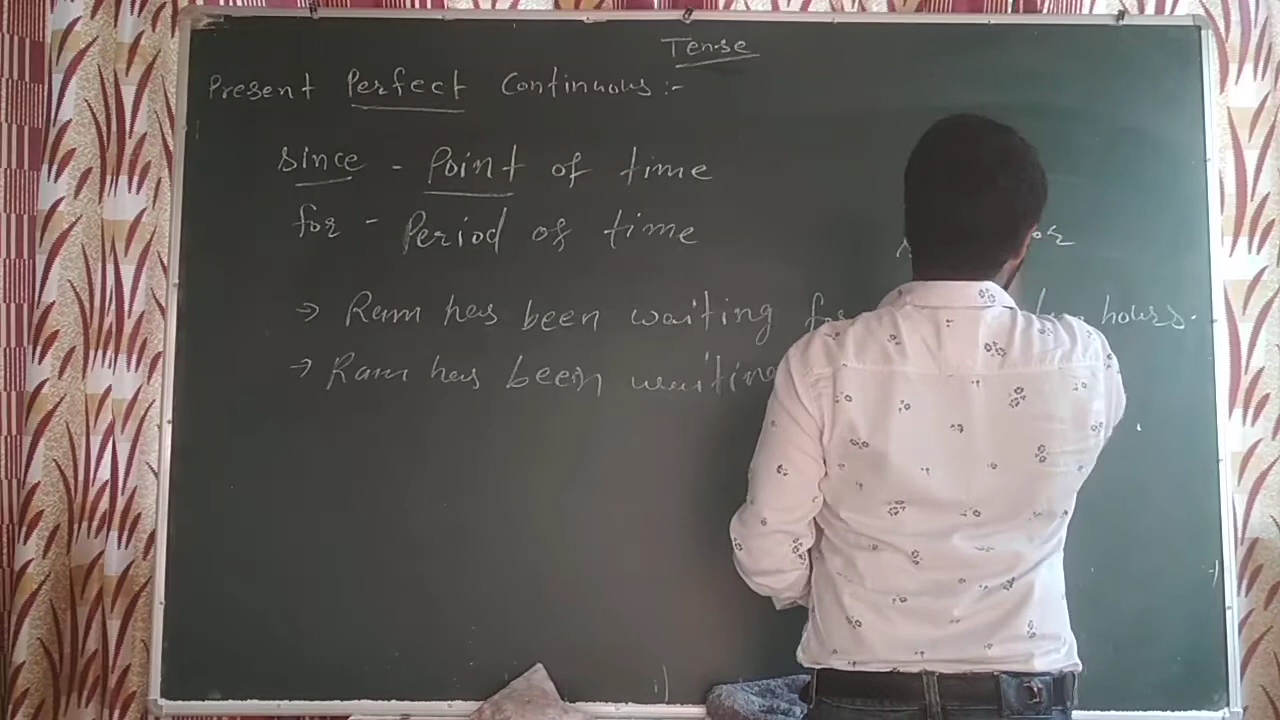 Tense
Present Perfect Continuous:-
since - Point of time
for - Period of time
→ Ram has been waiting for hours.
→ Ram has been waiting